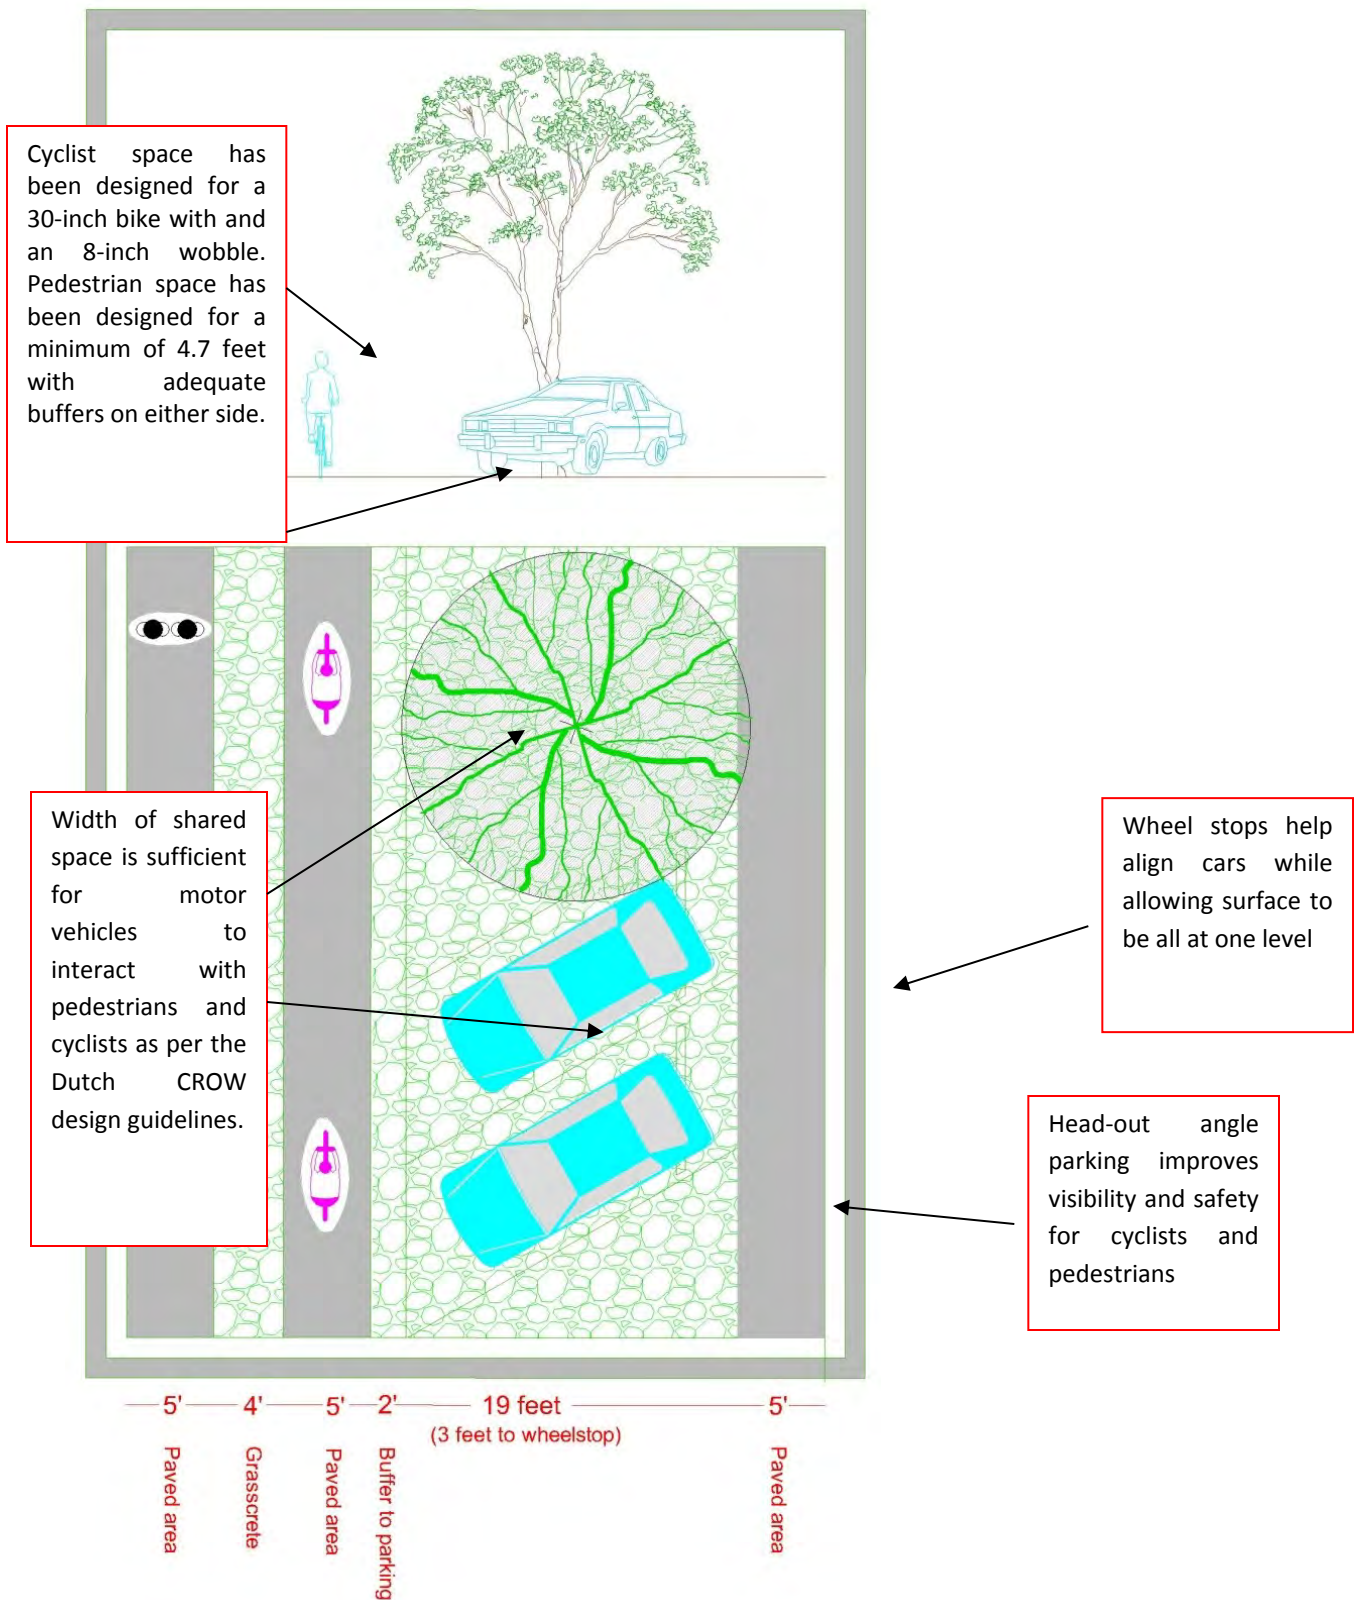 Cyclist space has
been designed for a
30-inch bike with and
an 8-inch wobble.
Pedestrian space has
been designed for a
minimum of 4.7 feet
with adequate
buffers on either side.
Width of shared
space is sufficient
for motor
vehicles to
interact with
pedestrians and
cyclists as per the
Dutch CROW
design guidelines.
Wheel stops help
align cars while
allowing surface to
be all at one level
Head-out angle
parking improves
visibility and safety
for cyclists and
pedestrians
5' 4' 5' 2' 19 feet 5'
(3 feet to wheelstop)
Paved area
Grasscrete
Paved area
Buffer to parking
Paved area